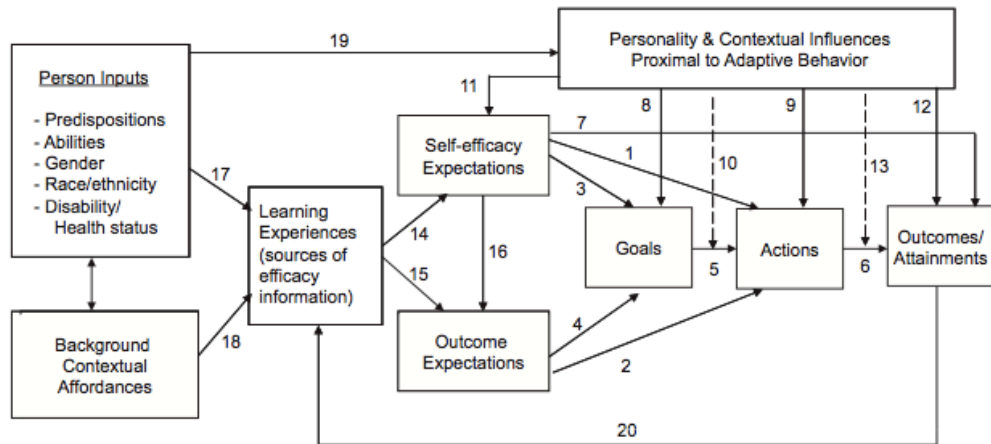 19
Personality & Contextual Influences
Proximal to Adaptive Behavior
Person Inputs
- Predispositions
- Abilities
- Gender
- Race/ethnicity
- Disability/
Health status
11
8
9
12
7
Self-efficacy
Expectations
1
10
13
3
17
Learning
Experiences
(sources of
efficacy
information)
14
16
15
Goals
5
Actions
6
Outcomes/
Attainments
4
2
18
Background
Contextual
Affordances
Outcome
Expectations
20